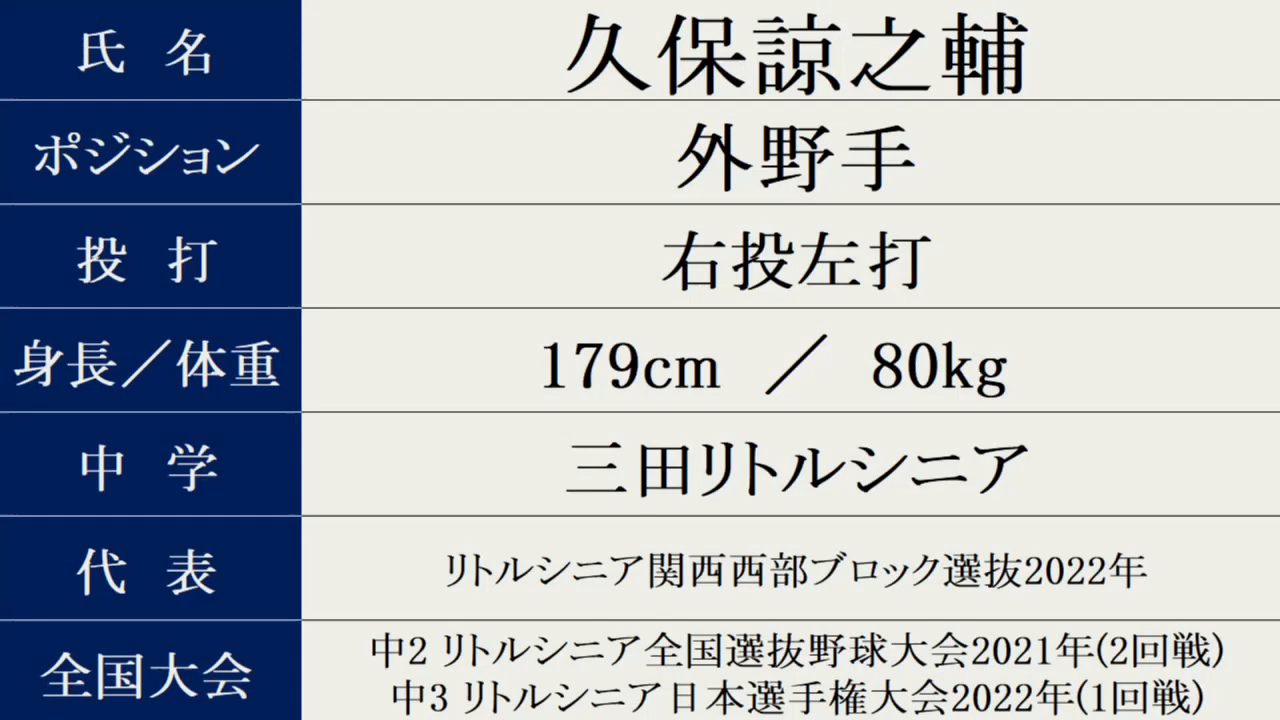 氏 名 久保諒之輔
ポジション 外野手
投 打 右投左打
身長／体重 179cm ／ 80kg
中 学 三田リトルシニア
代 表 リトルシニア関西西部ブロック選抜2022年
全国大会 中2 リトルシニア全国選抜野球大会2021年(2回戦)
中3 リトルシニア日本選手権大会2022年(1回戦)